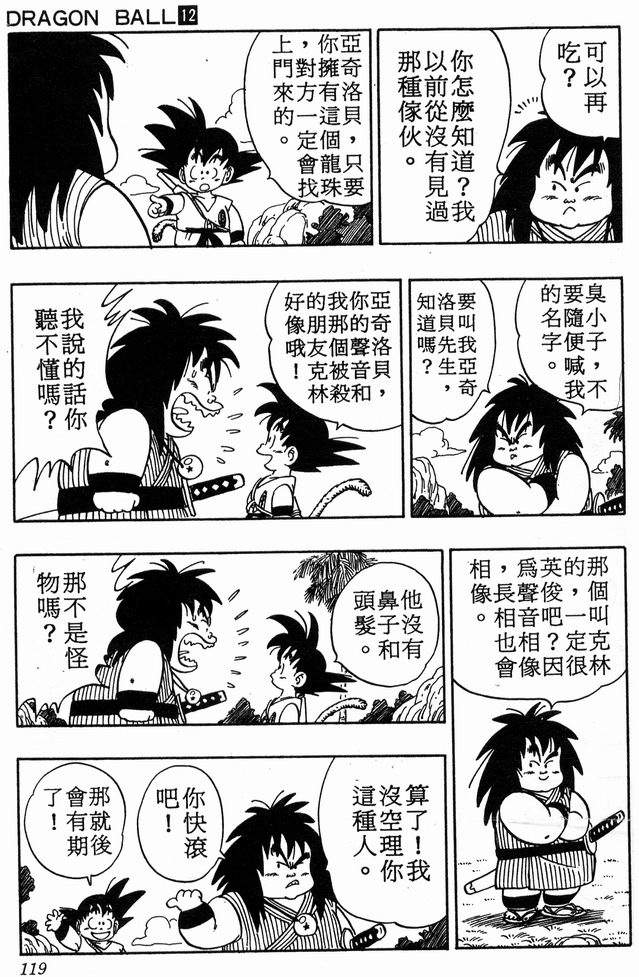 DRAGON BALL 12
可以再
吃？
你怎麼知道？我
以前從沒有見過
那種傢伙。
亞奇洛貝，只要
你擁有這個龍珠
，對方一定會找
上門來的。
臭小子，不
要隨便喊我
的名字。
要叫我亞奇
洛貝先生，
知道嗎？
亞奇洛貝，
你的聲音和
我那個被殺
的朋友克林
好像哦！
我說的話你
聽不懂嗎？
那個叫克林
的，一定很
英俊吧？因
爲聲音相像
，長相也會
相像。
他沒有
鼻子和
頭髮。
那不是怪
物嗎？
算了！我
沒空理你
這種人。
你快滾
吧！
那就後
會有期
了！
119